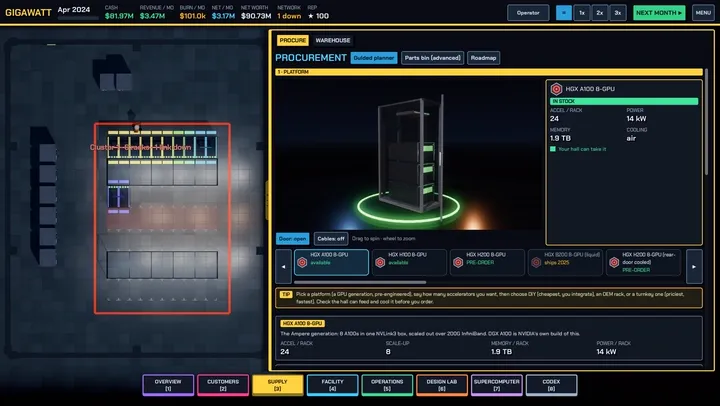 GIGAWATT
Apr 2024
CASH
$81.97M
REVENUE / MO
$3.47M
BURN / MO
$101.0k
NET / MO
$3.17M
NET WORTH
$90.73M
NETWORK
1 down
REP
★ 100
Operator
1x
2x
3x
NEXT MONTH ▸
MENU
PROCURE
WAREHOUSE
PROCUREMENT
Guided planner
Parts bin (advanced)
Roadmap
1 · PLATFORM
HGX A100 8-GPU
IN STOCK
ACCEL / RACK
24
POWER
14 kW
MEMORY
1.9 TB
COOLING
air
Your hall can take it
Door: open
Cables: off
Drag to spin · wheel to zoom
HGX A100 8-GPU
available
HGX H100 8-GPU
available
HGX H200 8-GPU
PRE-ORDER
HGX B200 8-GPU (liquid)
ships 2025
HGX H200 8-GPU (rear-door cooled)
PRE-ORDER
TIP
Pick a platform (a GPU generation, pre-engineered), say how many accelerators you want, then choose DIY (cheapest, you integrate), an OEM rack, or a turnkey one (priciest, fastest). Check the hall can feed and cool it before you order.
HGX A100 8-GPU
The Ampere generation: 8 A100s in one NVLink3 box, scaled out over 200G InfiniBand. DGX A100 is NVIDIA's own build of this.
ACCEL / RACK
24
SCALE-UP
8
MEMORY / RACK
1.9 TB
POWER / RACK
14 kW
OVERVIEW
[1]
CUSTOMERS
[2]
SUPPLY
[3]
FACILITY
[4]
OPERATIONS
[5]
DESIGN LAB
[6]
SUPERCOMPUTER
[7]
CODEX
[8]